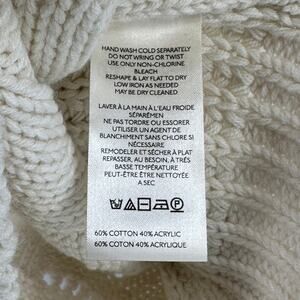 HAND WASH COLD SEPARATELY
DO NOT WRING OR TWIST
USE ONLY NON-CHLORINE
BLEACH
RESHAPE & LAY FLAT TO DRY
LOW IRON AS NEEDED
MAY BE DRY CLEANED
LAVER À LA MAIN À L'EAU FROIDE
SÉPARÉMEN
NE PAS TORDRE OU ESSORER
UTILISER UN AGENT DE
BLANCHIMENT SANS CHLORE SI
NÉCESSAIRE
REMODELER ET SÉCHER À PLAT
REPASSER, AU BESOIN, À TRÈS
BASSE TEMPÉRATURE
PEUT-ÊTRE ÊTRE NETTOYÉE
A SEC
60% COTTON 40% ACRYLIC
60% COTON 40% ACRYLIQUE